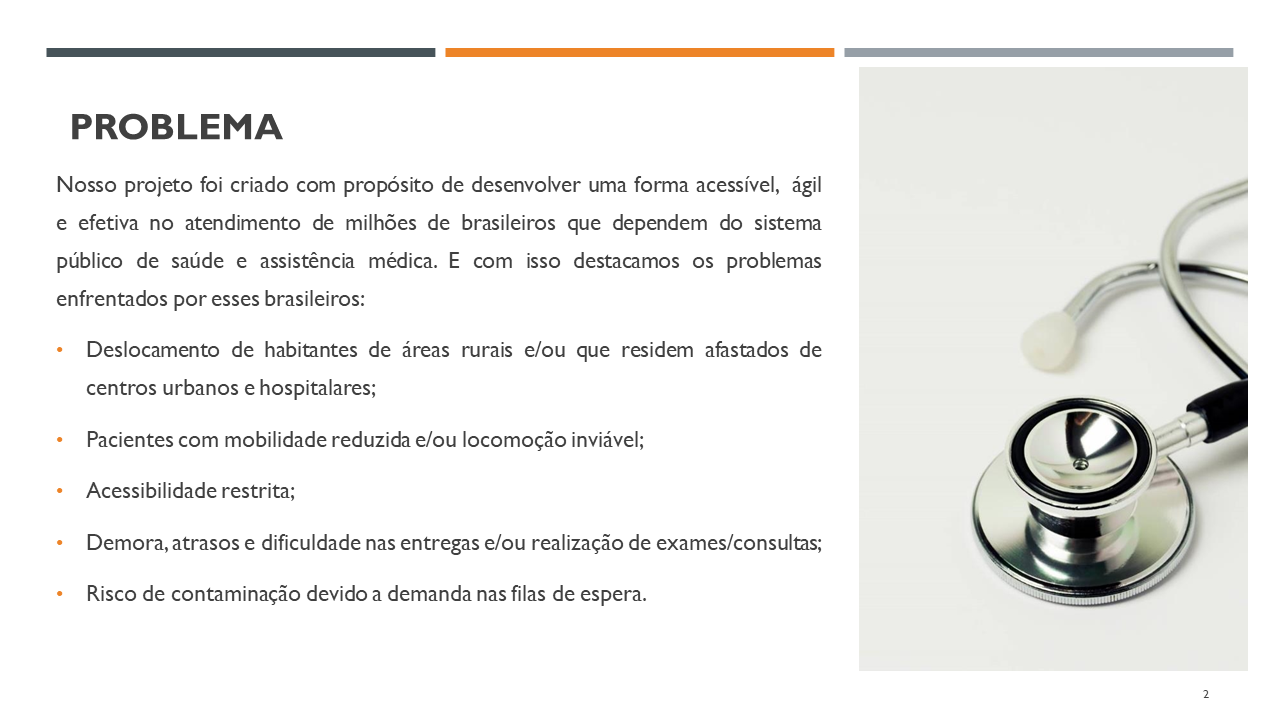 PROBLEMA
Nosso projeto foi criado com propósito de desenvolver uma forma acessível, ágil
e efetiva no atendimento de milhões de brasileiros que dependem do sistema
público de saúde e assistência médica. E com isso destacamos os problemas
enfrentados por esses brasileiros:
• Deslocamento de habitantes de áreas rurais e/ou que residem afastados de
centros urbanos e hospitalares;
• Pacientes com mobilidade reduzida e/ou locomoção inviável;
• Acessibilidade restrita;
• Demora, atrasos e dificuldade nas entregas e/ou realização de exames/consultas;
• Risco de contaminação devido a demanda nas filas de espera.
2